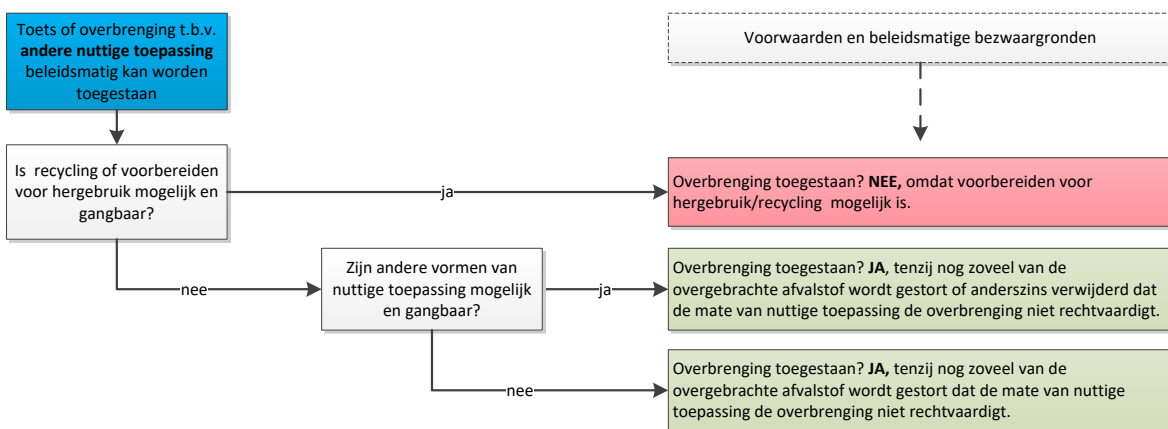 Toets of overbrenging t.b.v.
andere nuttige toepassing
beleidsmatig kan worden
toegestaan
Voorwaarden en beleidsmatige bezwaargronden
Is recycling of voorbereiden
voor hergebruik mogelijk en
gangbaar?
ja
Overbrenging toegestaan? NEE, omdat voorbereiden voor
hergebruik/recycling mogelijk is.
nee
Zijn andere vormen van
nuttige toepassing mogelijk
en gangbaar?
ja
Overbrenging toegestaan? JA, tenzij nog zoveel van de
overgebrachte afvalstof wordt gestort of anderszins verwijderd dat
de mate van nuttige toepassing de overbrenging niet rechtvaardigt.
nee
Overbrenging toegestaan? JA, tenzij nog zoveel van de
overgebrachte afvalstof wordt gestort dat de mate van nuttige
toepassing de overbrenging niet rechtvaardigt.